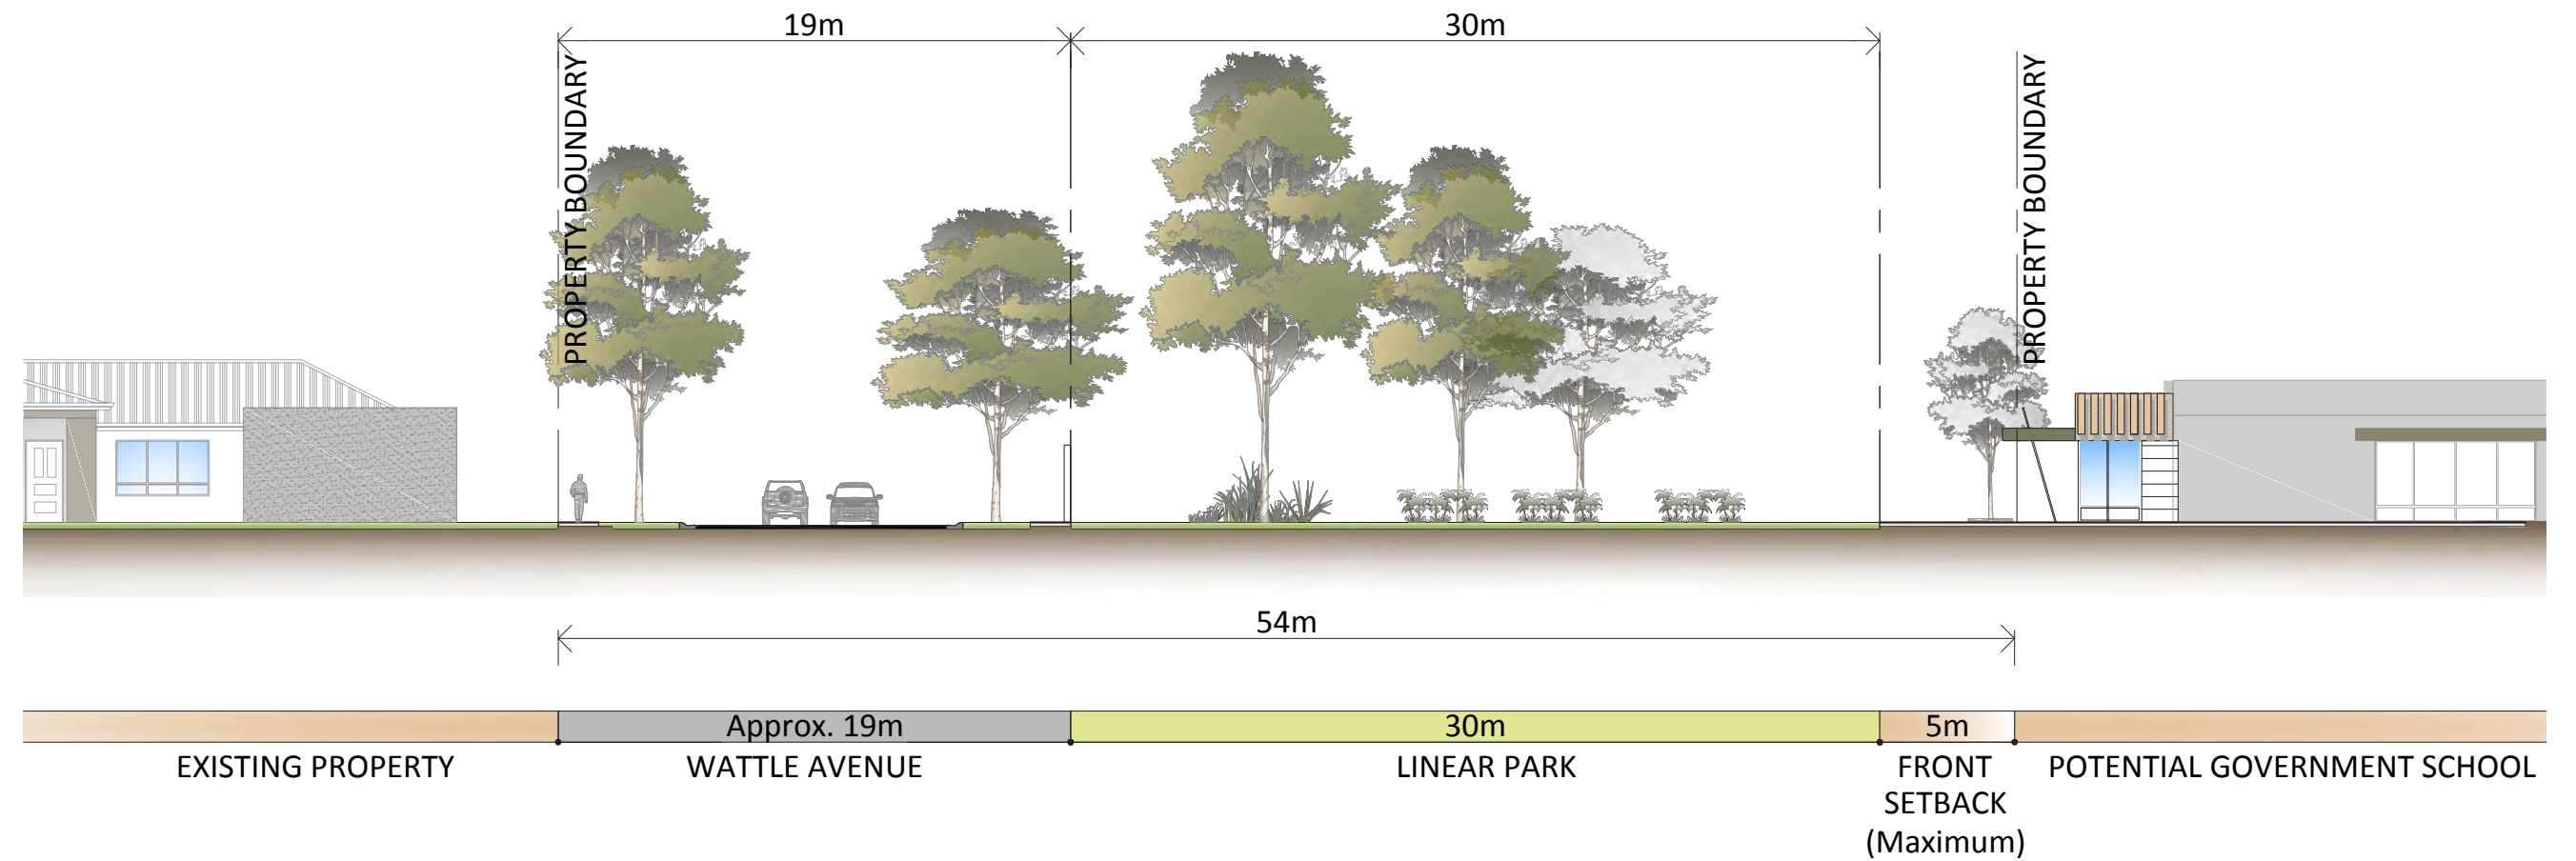 19m
30m
PROPERTY BOUNDARY
PROPERTY BOUNDARY
54m
Approx. 19m
30m
5m
EXISTING PROPERTY
WATTLE AVENUE
LINEAR PARK
FRONT
SETBACK
(Maximum)
POTENTIAL GOVERNMENT SCHOOL